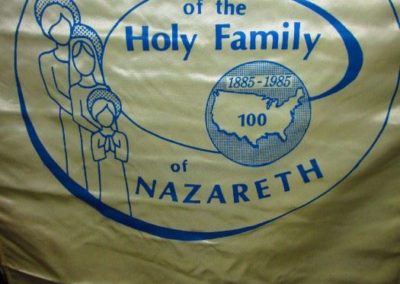 of the
Holy Family
1885-1985
100
of
NAZARETH